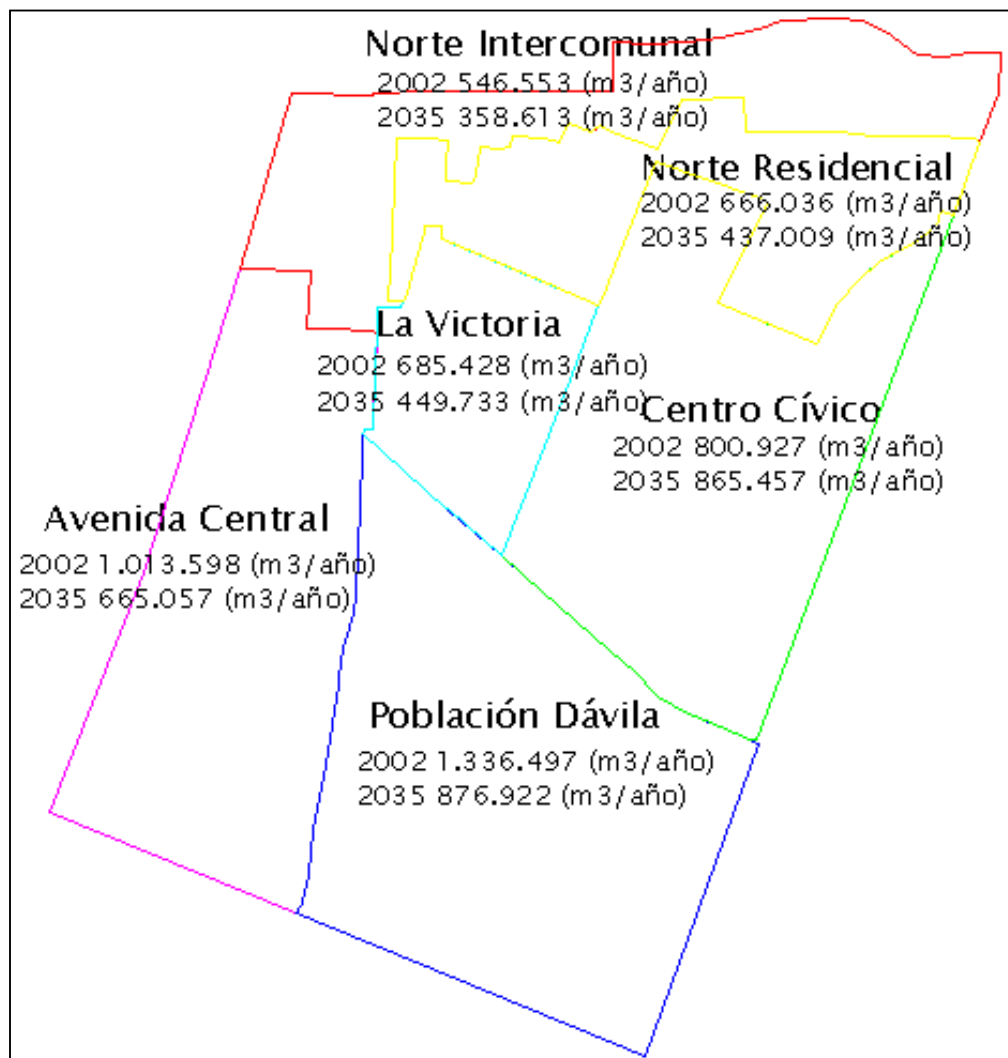 Norte Intercomunal
2002 546.553 (m3/año)
2035 358.613 (m3/año)
Norte Residencial
2002 666.036 (m3/año)
2035 437.009 (m3/año)
La Victoria
2002 685.428 (m3/año)
2035 449.733 (m3/año)
Centro Cívico
2002 800.927 (m3/año)
2035 865.457 (m3/año)
Avenida Central
2002 1.013.598 (m3/año)
2035 665.057 (m3/año)
Población Dávila
2002 1.336.497 (m3/año)
2035 876.922 (m3/año)